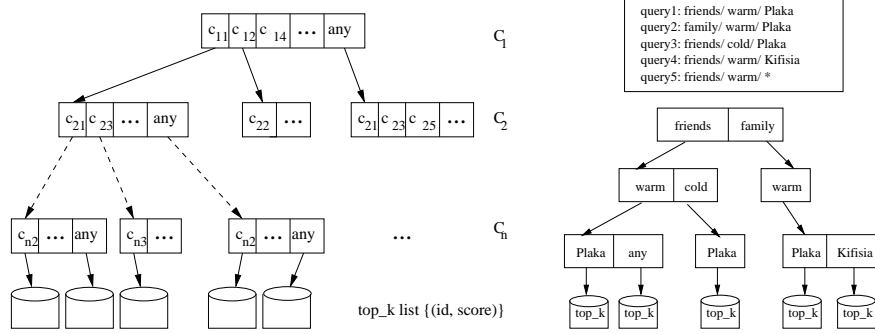 c11 c12 c14 ... any
C1
c21 c23 ... any
c22 ...
c21 c23 c25 ...
C2
cn2 ... any
cn3 ...
cn2 ... any
...
Cn
top_k list {(id, score)}
query1: friends/ warm/ Plaka
query2: family/ warm/ Plaka
query3: friends/ cold/ Plaka
query4: friends/ warm/ Kifisia
query5: friends/ warm/ *
friends family
warm cold
warm
Plaka any
Plaka
Plaka Kifisia
top_k
top_k
top_k
top_k
top_k